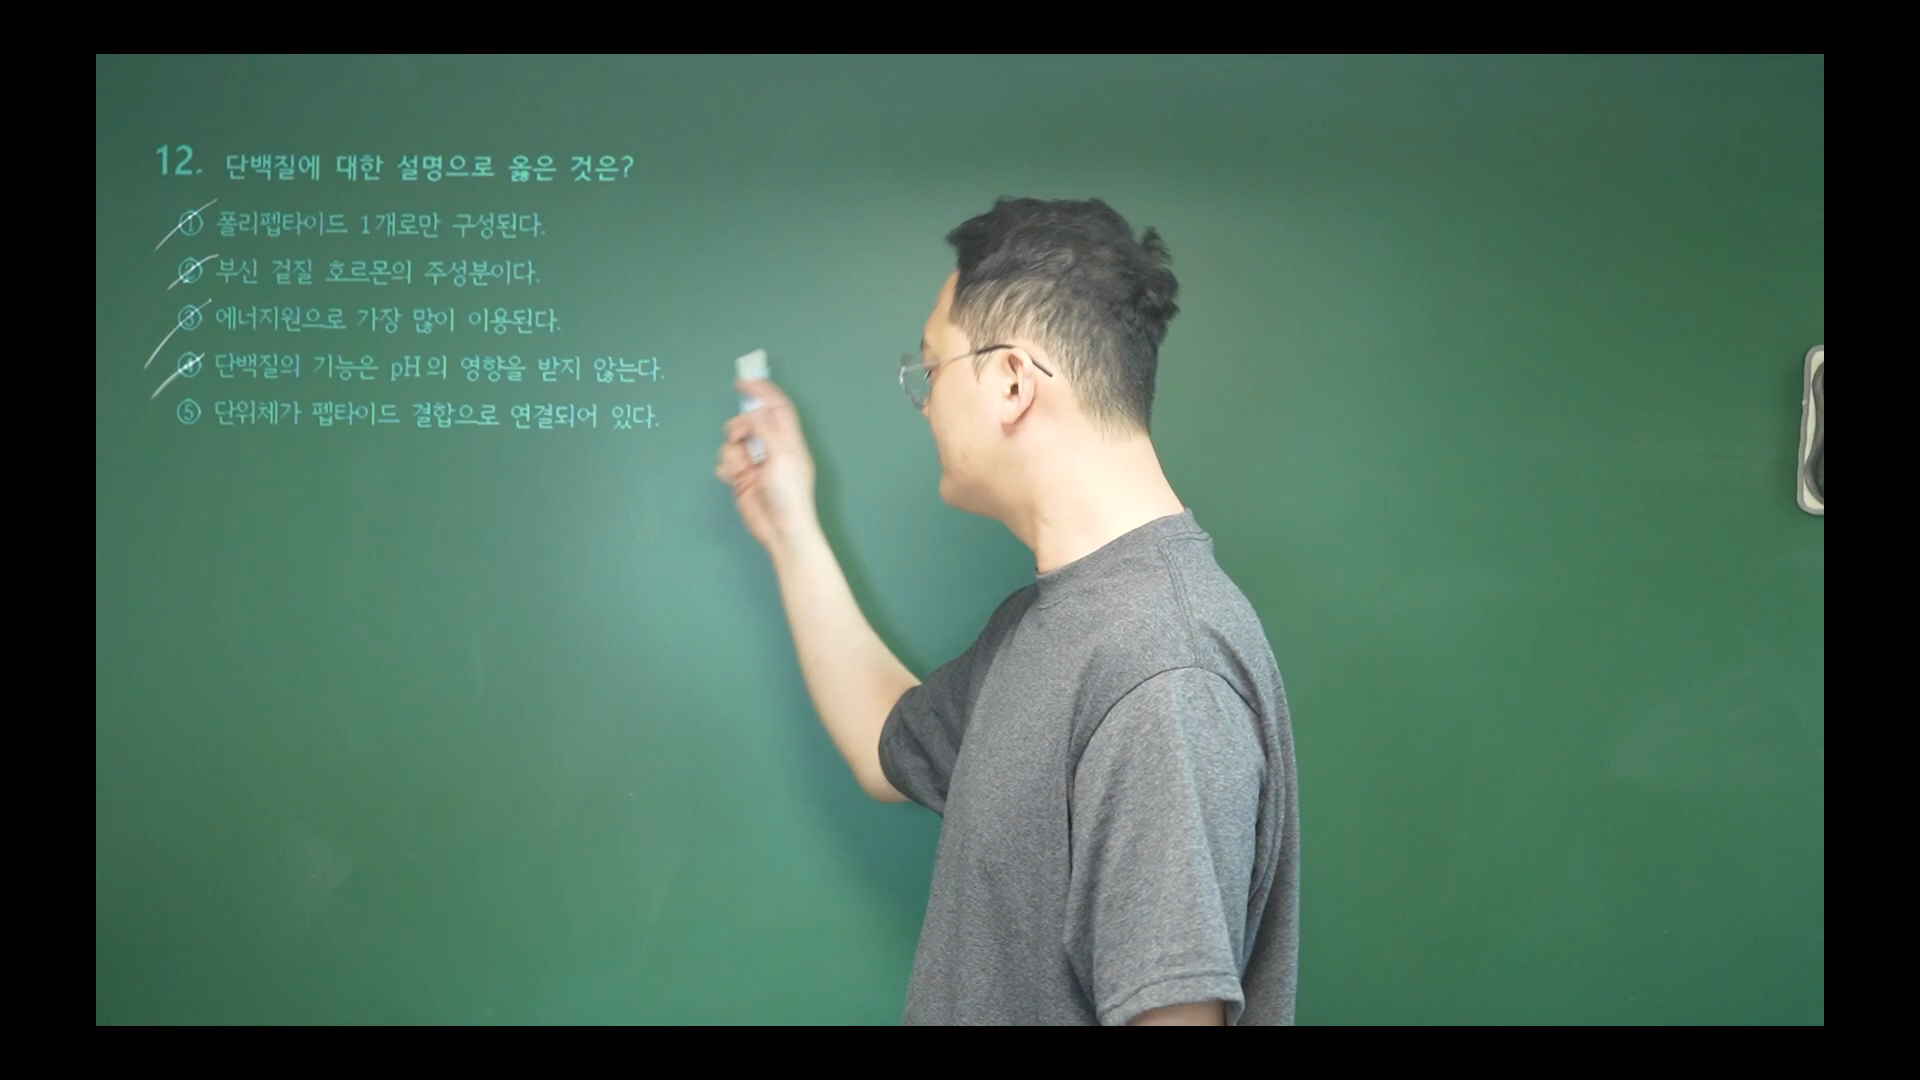 12. 단백질에 대한 설명으로 옳은 것은?
① 폴리펩타이드 1개로만 구성된다.
② 부신 겉질 호르몬의 주성분이다.
③ 에너지원으로 가장 많이 이용된다.
④ 단백질의 기능은 pH의 영향을 받지 않는다.
⑤ 단위체가 펩타이드 결합으로 연결되어 있다.